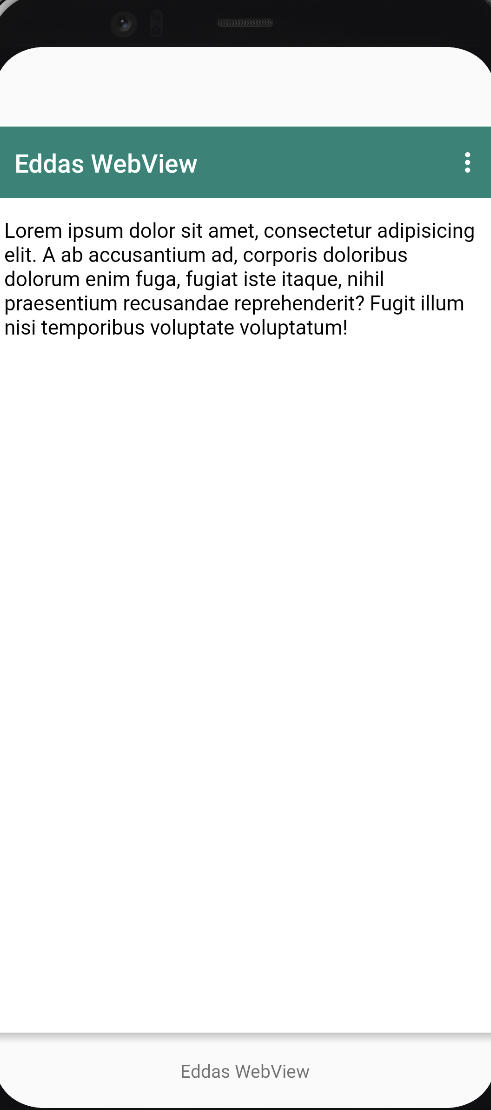 Eddas WebView
Lorem ipsum dolor sit amet, consectetur adipisicing
elit. A ab accusantium ad, corporis doloribus
dolorum enim fuga, fugiat iste itaque, nihil
praesentium recusandae reprehenderit? Fugit illum
nisi temporibus voluptate voluptatum!
Eddas WebView